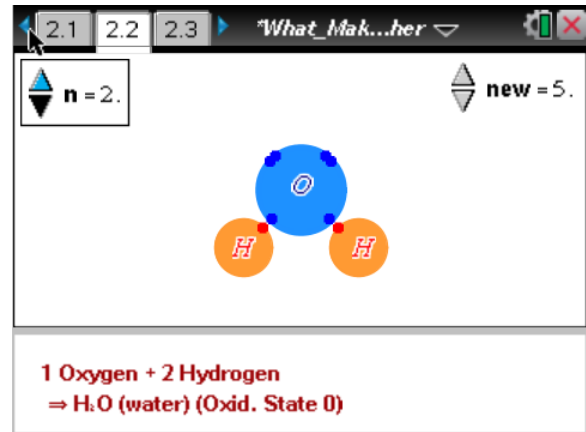 2.1 2.2 2.3 *What_Mak...her
n = 2.
new = 5.
O
H H
1 Oxygen + 2 Hydrogen
⇒ H₂O (water) (Oxid. State 0)